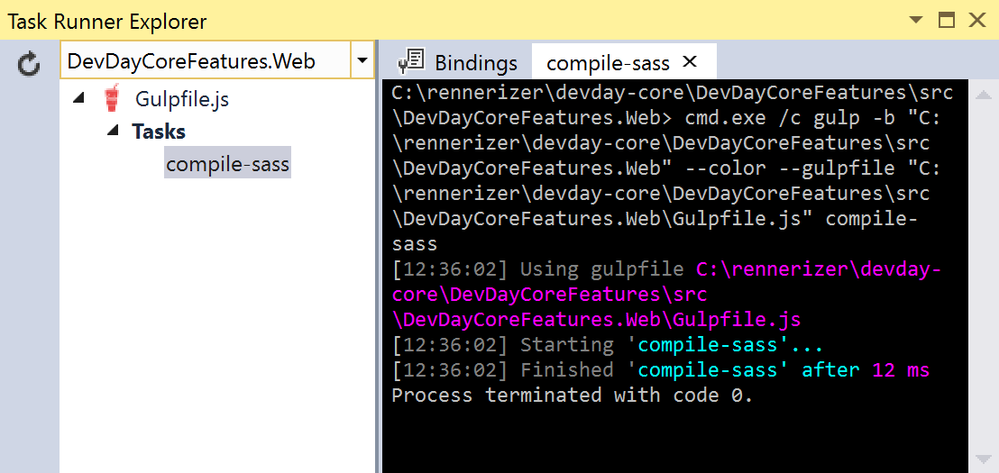 Task Runner Explorer
DevDayCoreFeatures.Web
Gulpfile.js
Tasks
compile-sass
Bindings
compile-sass
C:\rennerizer\devday-core\DevDayCoreFeatures\src
\DevDayCoreFeatures.Web> cmd.exe /c gulp -b "C:
\rennerizer\devday-core\DevDayCoreFeatures\src
\DevDayCoreFeatures.Web" --color --gulpfile "C:
\rennerizer\devday-core\DevDayCoreFeatures\src
\DevDayCoreFeatures.Web\Gulpfile.js" compile-
sass
[12:36:02] Using gulpfile C:\rennerizer\devday-
core\DevDayCoreFeatures\src
\DevDayCoreFeatures.Web\Gulpfile.js
[12:36:02] Starting 'compile-sass'...
[12:36:02] Finished 'compile-sass' after 12 ms
Process terminated with code 0.